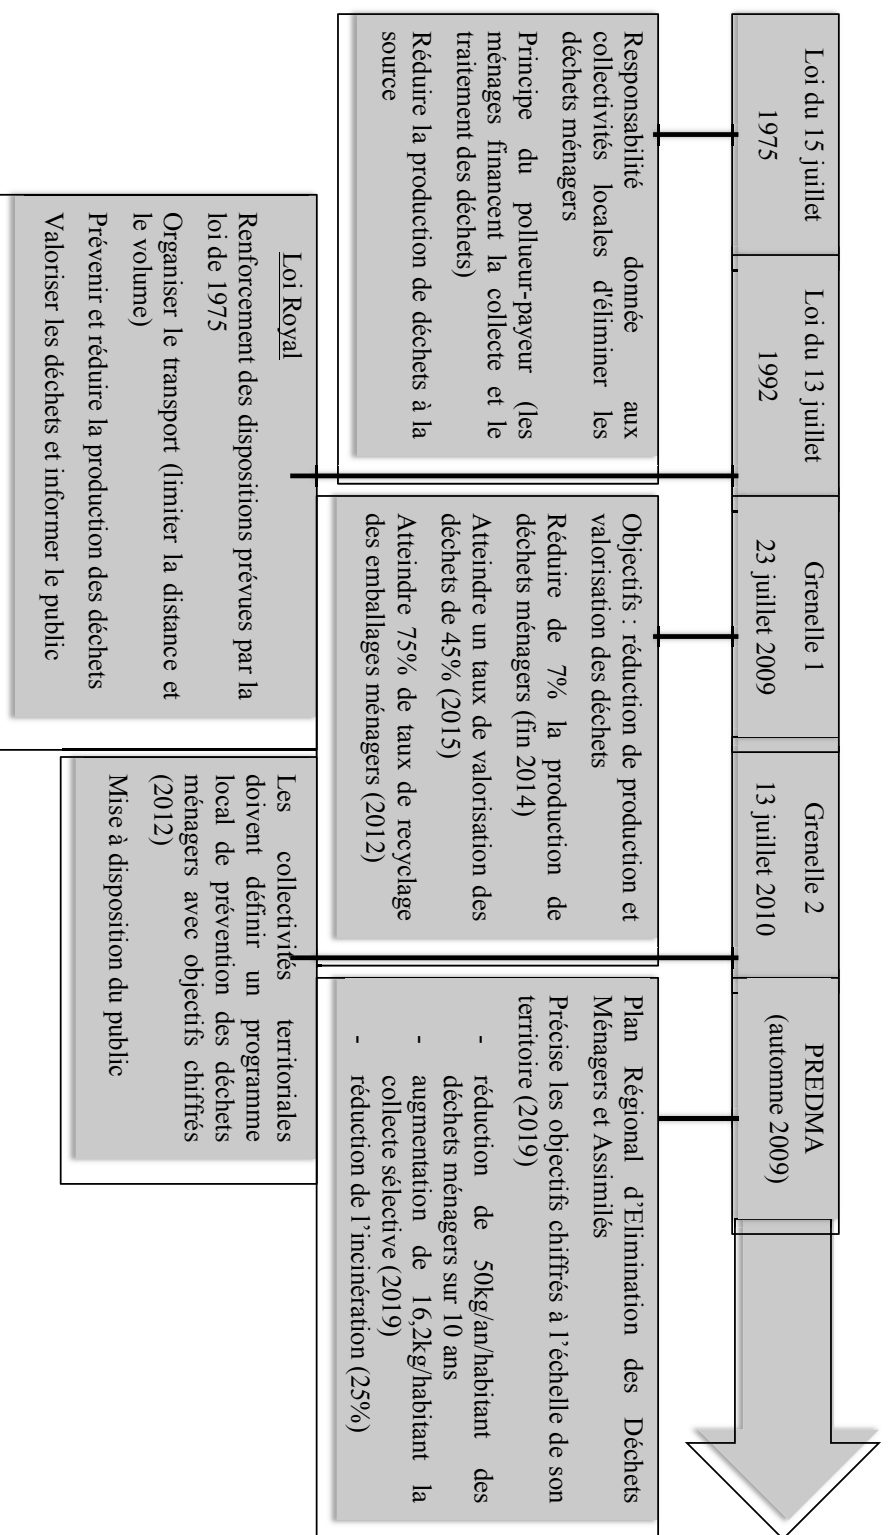 Loi du 15 juillet
1975
Loi du 13 juillet
1992
Grenelle 1
23 juillet 2009
Grenelle 2
13 juillet 2010
PREDMA
(automne 2009)
Responsabilité donnée aux
collectivités locales d'éliminer les
déchets ménagers
Principe du pollueur-payeur (les
ménages financent la collecte et le
traitement des déchets)
Réduire la production de déchets à la
source
Objectifs : réduction de production et
valorisation des déchets
Réduire de 7% la production de
déchets ménagers (fin 2014)
Atteindre un taux de valorisation des
déchets de 45% (2015)
Atteindre 75% de taux de recyclage
des emballages ménagers (2012)
Plan Régional d’Elimination des Déchets
Ménagers et Assimilés
Précise les objectifs chiffrés à l’échelle de son
territoire (2019)
- réduction de 50kg/an/habitant des
déchets ménagers sur 10 ans
- augmentation de 16,2kg/habitant la
collecte sélective (2019)
- réduction de l’incinération (25%)
Loi Royal
Renforcement des dispositions prévues par la
loi de 1975
Organiser le transport (limiter la distance et
le volume)
Prévenir et réduire la production des déchets
Valoriser les déchets et informer le public
Les collectivités territoriales
doivent définir un programme
local de prévention des déchets
ménagers avec objectifs chiffrés
(2012)
Mise à disposition du public